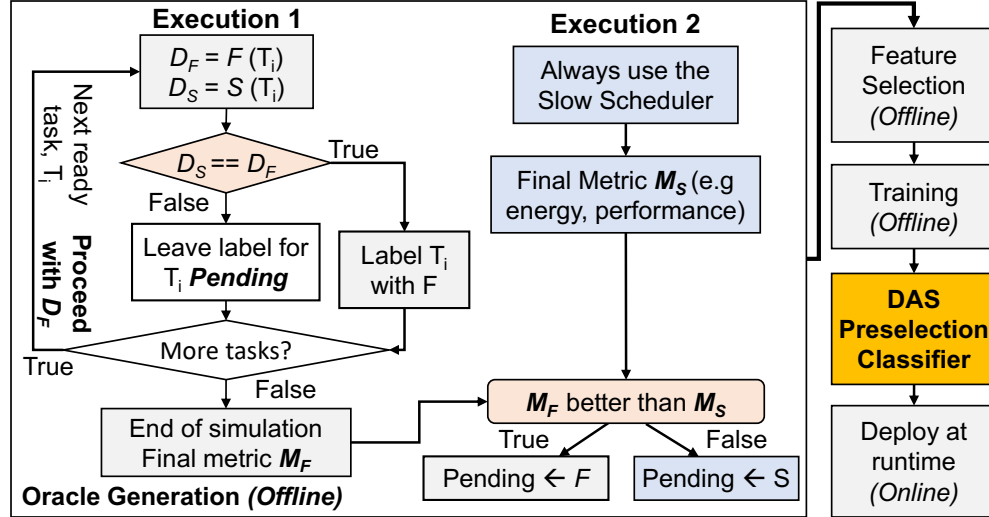 Execution 1
D_F = F (T_i)
D_S = S (T_i)
Next ready
task, T_i
D_S == D_F
True
False
Leave label for
T_i Pending
Label T_i
with F
Proceed
with D_F
More tasks?
True
False
End of simulation
Final metric M_F
Oracle Generation (Offline)
Execution 2
Always use the
Slow Scheduler
Final Metric M_S (e.g
energy, performance)
M_F better than M_S
True
False
Pending ← F
Pending ← S
Feature
Selection
(Offline)
Training
(Offline)
DAS
Preselection
Classifier
Deploy at
runtime
(Online)